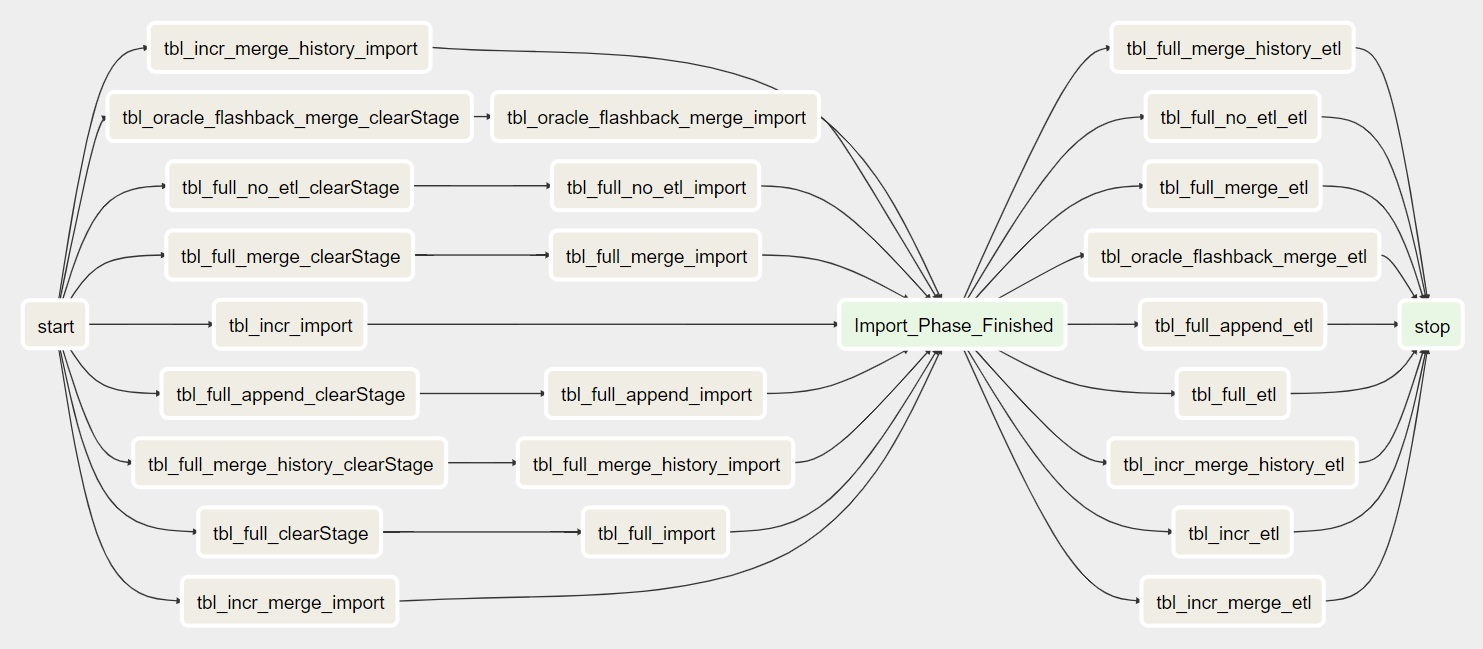 tbl_incr_merge_history_import
tbl_full_merge_history_etl
tbl_oracle_flashback_merge_clearStage
tbl_oracle_flashback_merge_import
tbl_full_no_etl_etl
tbl_full_no_etl_clearStage
tbl_full_no_etl_import
tbl_full_merge_etl
tbl_full_merge_clearStage
tbl_full_merge_import
tbl_oracle_flashback_merge_etl
start
tbl_incr_import
Import_Phase_Finished
tbl_full_append_etl
stop
tbl_full_append_clearStage
tbl_full_append_import
tbl_full_etl
tbl_full_merge_history_clearStage
tbl_full_merge_history_import
tbl_incr_merge_history_etl
tbl_full_clearStage
tbl_full_import
tbl_incr_etl
tbl_incr_merge_import
tbl_incr_merge_etl